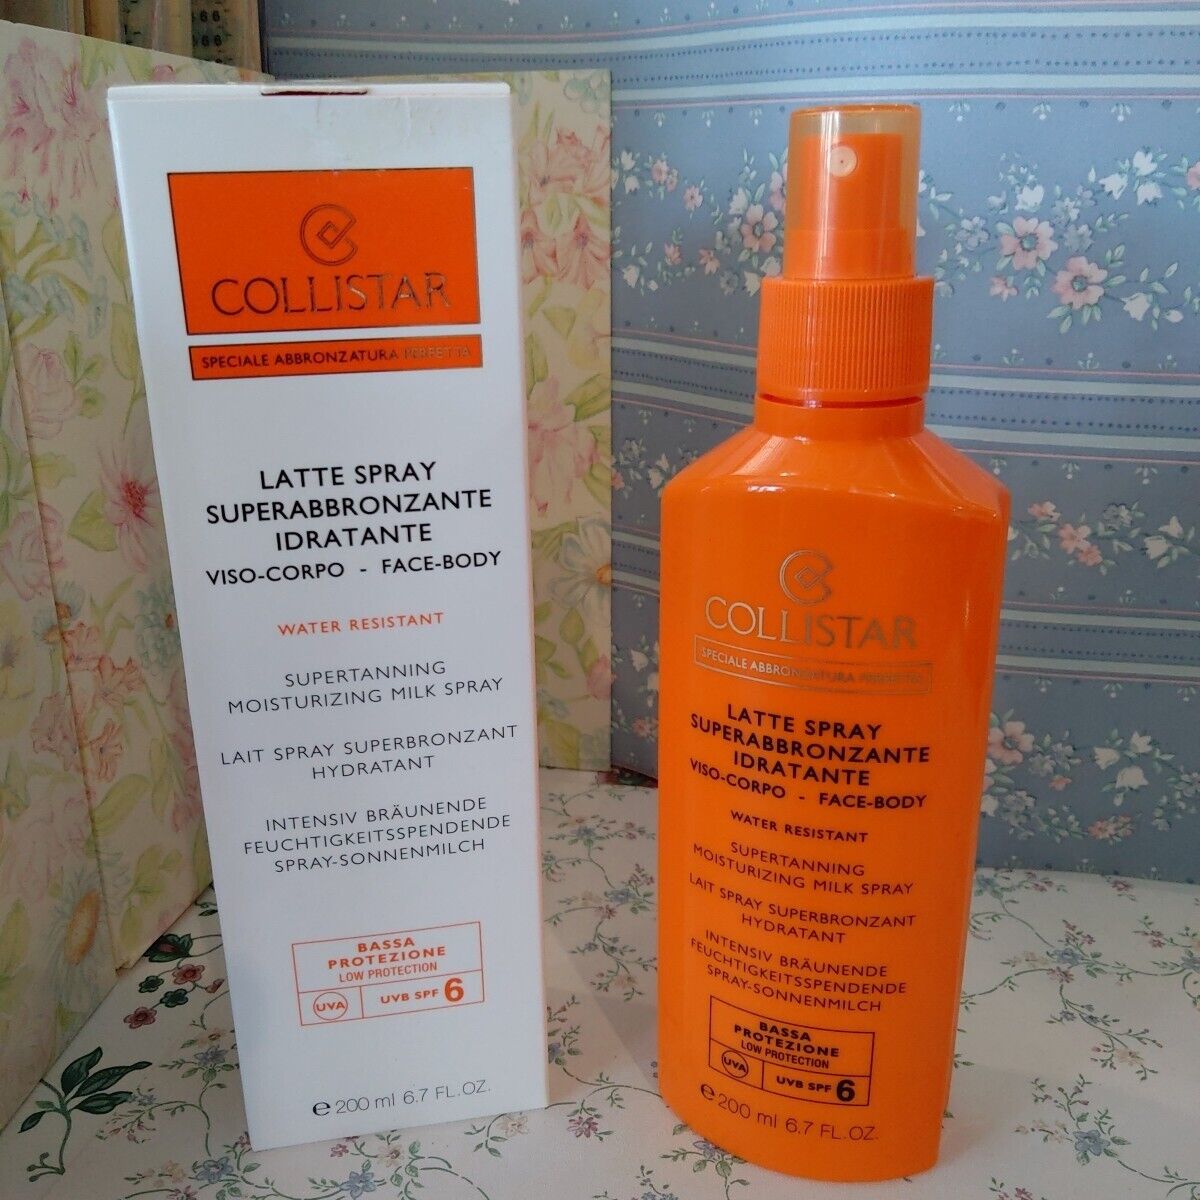 COLLISTAR
SPECIALE ABBRONZATURA PERFETTA
LATTE SPRAY
SUPERABBRONZANTE
IDRATANTE
VISO-CORPO - FACE-BODY
WATER RESISTANT
SUPERTANNING
MOISTURIZING MILK SPRAY
LAIT SPRAY SUPERBRONZANT
HYDRATANT
INTENSIV BRÄUNENDE
FEUCHTIGKEITSSPENDENDE
SPRAY-SONNENMILCH
BASSA
PROTEZIONE
LOW PROTECTION
UVA UVB SPF 6
e 200 ml 6.7 FL.OZ.
COLLISTAR
SPECIALE ABBRONZATURA PERFETTA
LATTE SPRAY
SUPERABBRONZANTE
IDRATANTE
VISO-CORPO - FACE-BODY
WATER RESISTANT
SUPERTANNING
MOISTURIZING MILK SPRAY
LAIT SPRAY SUPERBRONZANT
HYDRATANT
INTENSIV BRÄUNENDE
FEUCHTIGKEITSSPENDENDE
SPRAY-SONNENMILCH
BASSA
PROTEZIONE
LOW PROTECTION
UVA UVB SPF 6
e 200 ml 6.7 FL.OZ.